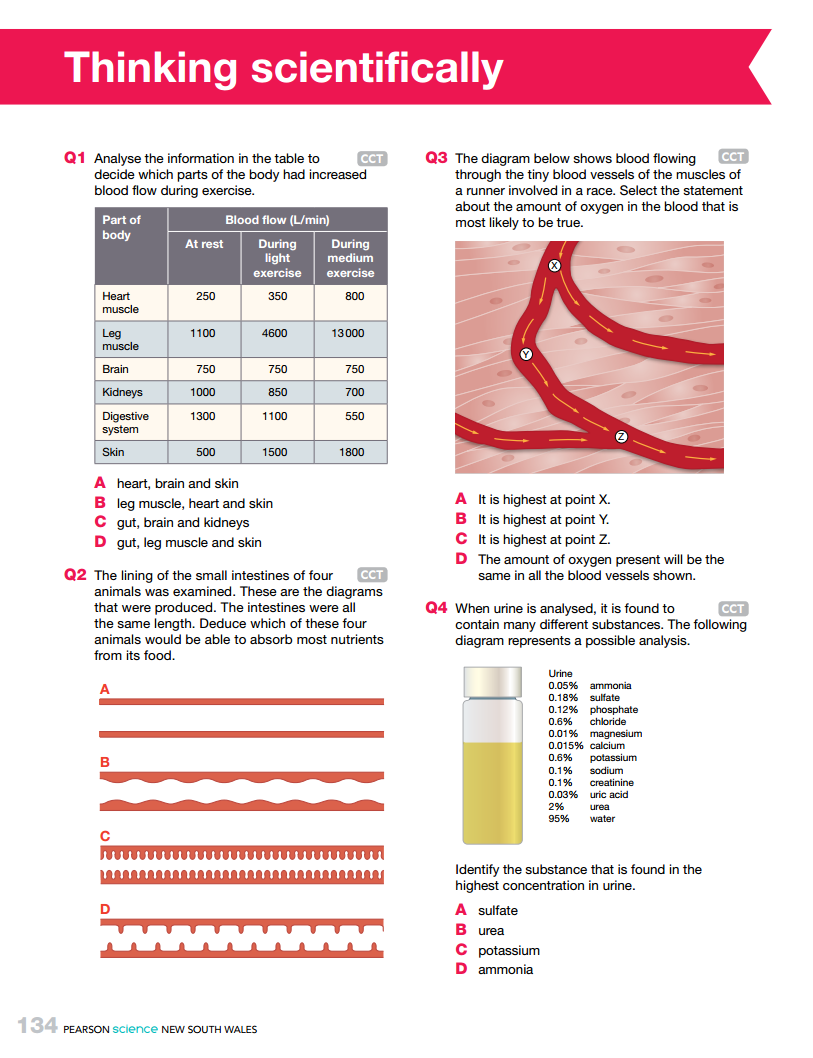 Thinking scientifically
Q1 Analyse the information in the table to CCT
decide which parts of the body had increased
blood flow during exercise.
Part of body Blood flow (L/min)
At rest During light exercise During medium exercise
Heart muscle 250 350 800
Leg muscle 1100 4600 13000
Brain 750 750 750
Kidneys 1000 850 700
Digestive system 1300 1100 550
Skin 500 1500 1800
A heart, brain and skin
B leg muscle, heart and skin
C gut, brain and kidneys
D gut, leg muscle and skin
Q2 The lining of the small intestines of four CCT
animals was examined. These are the diagrams
that were produced. The intestines were all
the same length. Deduce which of these four
animals would be able to absorb most nutrients
from its food.
A
B
C
D
Q3 The diagram below shows blood flowing CCT
through the tiny blood vessels of the muscles of
a runner involved in a race. Select the statement
about the amount of oxygen in the blood that is
most likely to be true.
X
Y
Z
A It is highest at point X.
B It is highest at point Y.
C It is highest at point Z.
D The amount of oxygen present will be the
same in all the blood vessels shown.
Q4 When urine is analysed, it is found to CCT
contain many different substances. The following
diagram represents a possible analysis.
Urine
0.05% ammonia
0.18% sulfate
0.12% phosphate
0.6% chloride
0.01% magnesium
0.015% calcium
0.6% potassium
0.1% sodium
0.1% creatinine
0.03% uric acid
2% urea
95% water
Identify the substance that is found in the
highest concentration in urine.
A sulfate
B urea
C potassium
D ammonia
134 PEARSON science NEW SOUTH WALES